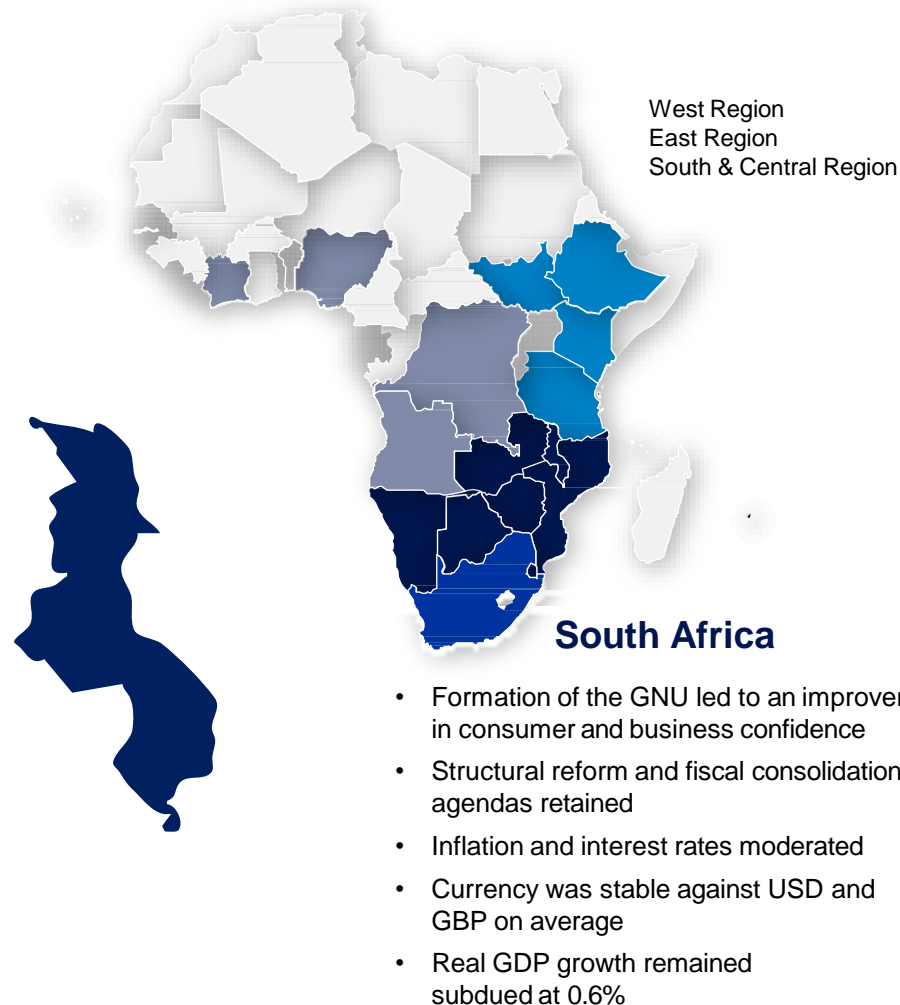 West Region
East Region
South & Central Region
South Africa
• Formation of the GNU led to an
in consumer and business confidence
• Structural reform and fiscal consolidation
agendas retained
• Inflation and interest rates moderated
• Currency was stable against USD and
GBP on average
• Real GDP growth remained
subdued at 0.6%